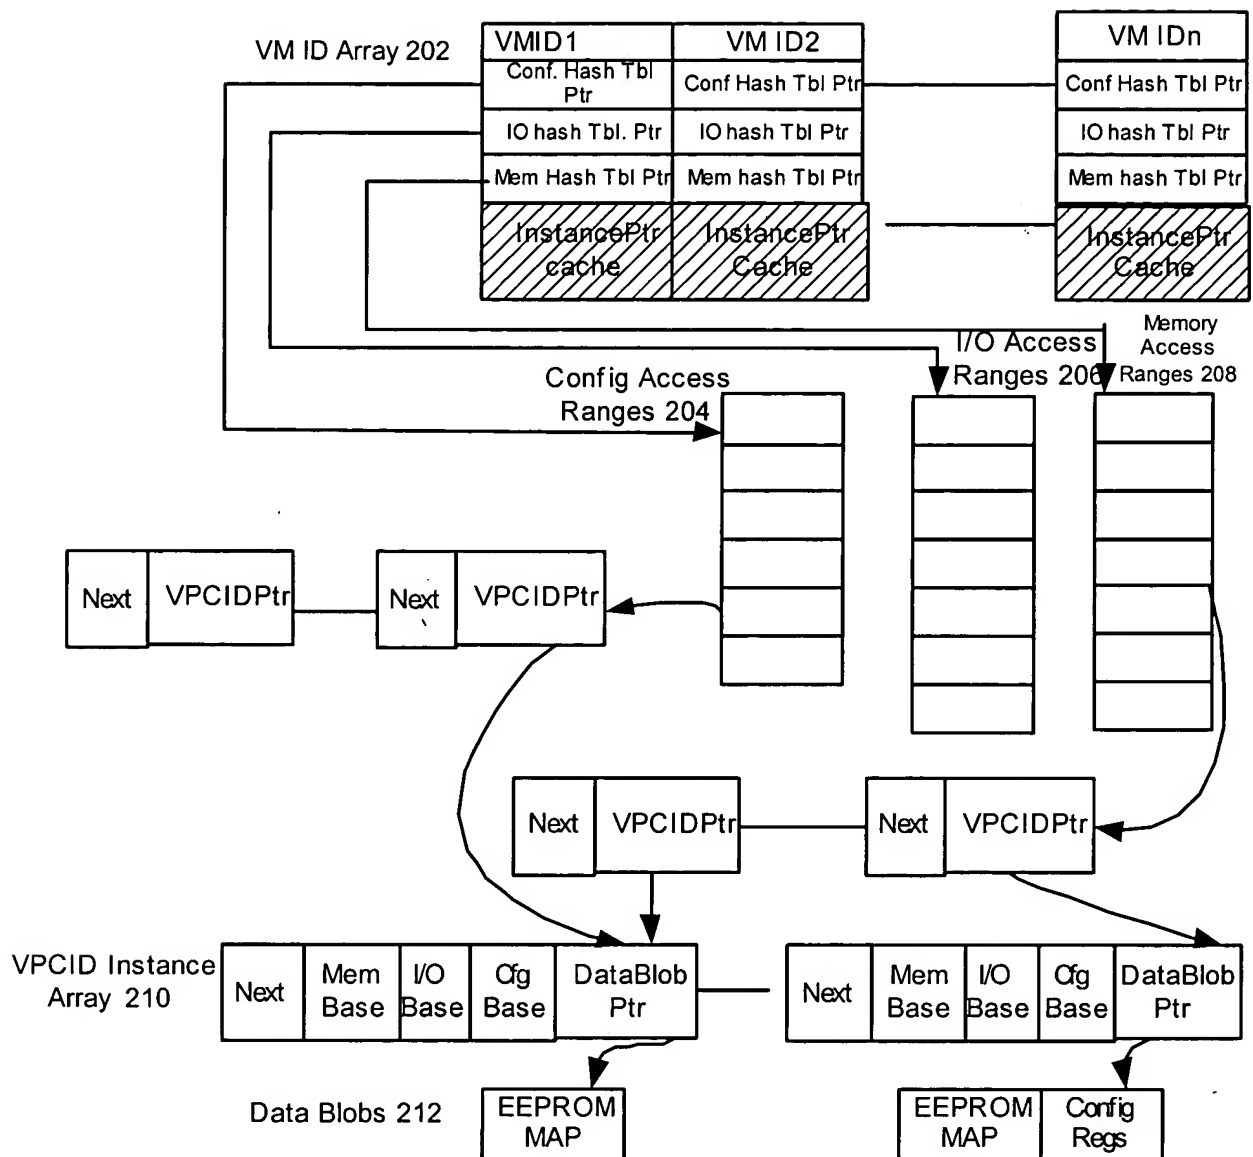 VM ID Array 202
VMID1
VM ID2
VM IDn
Conf. Hash Tbl
Ptr
Conf Hash Tbl Ptr
Conf Hash Tbl Ptr
IO hash Tbl. Ptr
IO hash Tbl Ptr
IO hash Tbl Ptr
Mem Hash Tbl Ptr
Mem hash Tbl Ptr
Mem hash Tbl Ptr
InstancePtr
cache
InstancePtr
Cache
InstancePtr
Cache
Config Access
Ranges 204
I/O Access
Ranges 206
Memory
Access
Ranges 208
Next
VPCIDPtr
Next
VPCIDPtr
Next
VPCIDPtr
Next
VPCIDPtr
VPCID Instance
Array 210
Next
Mem
Base
I/O
Base
Cfg
Base
DataBlob
Ptr
Next
Mem
Base
I/O
Base
Cfg
Base
DataBlob
Ptr
Data Blobs 212
EEPROM
MAP
EEPROM
MAP
Config
Regs